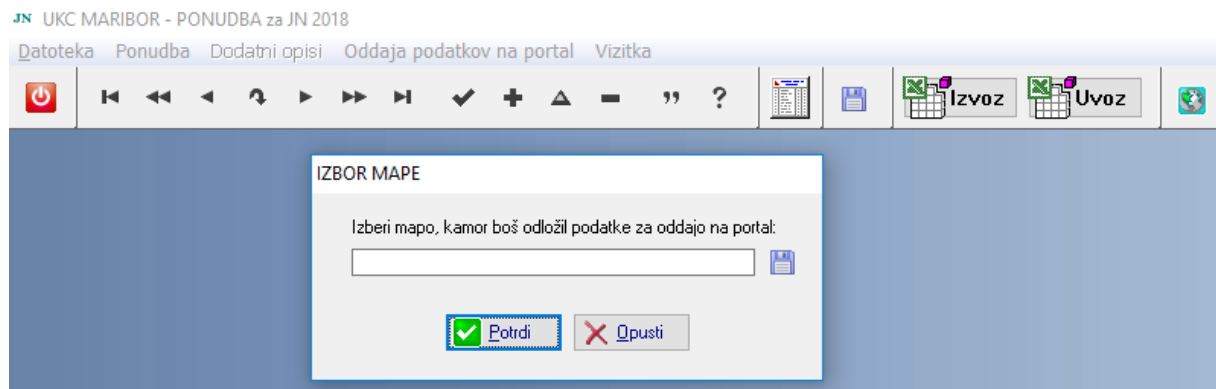 JN UKC MARIBOR - PONUDBA za JN 2018
Datoteka Ponudba Dodatni opisi Oddaja podatkov na portal Vizitka
Izvoz Uvoz
IZBOR MAPE
Izberi mapo, kamor boš odložil podatke za oddajo na portal:
Potrdi Opusti